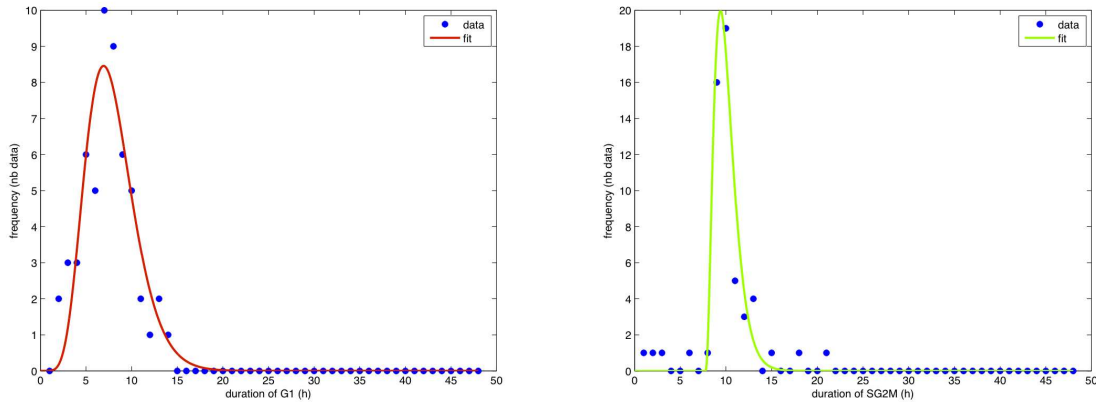 10
9
8
7
6
5
4
3
2
1
0
frequency (nb data)
data
fit
0 5 10 15 20 25 30 35 40 45 50
duration of G1 (h)
20
18
16
14
12
10
8
6
4
2
0
frequency (nb data)
data
fit
0 5 10 15 20 25 30 35 40 45 50
duration of SG2M (h)